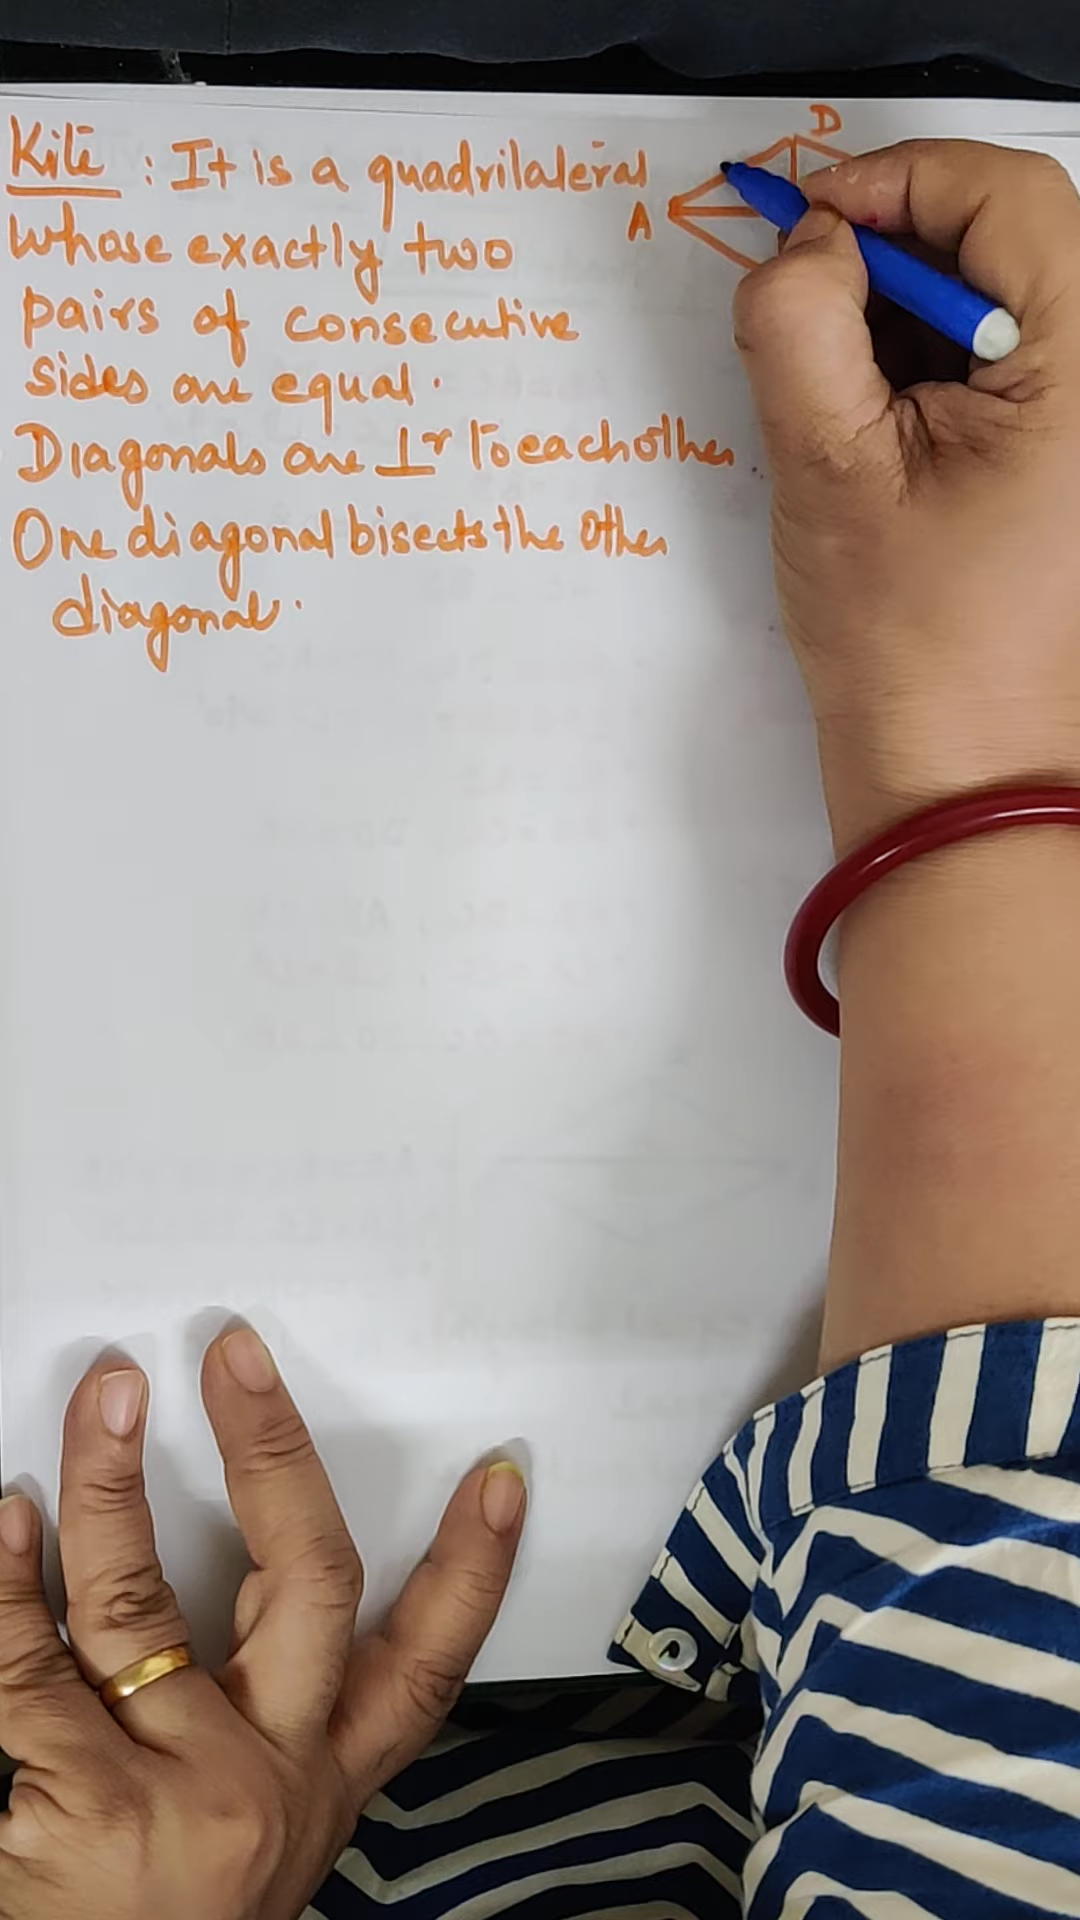 Kite : It is a quadrilateral
whose exactly two
pairs of consecutive
sides are equal.
Diagonals are ⊥r to each other
One diagonal bisects the other
diagonal.
D
A